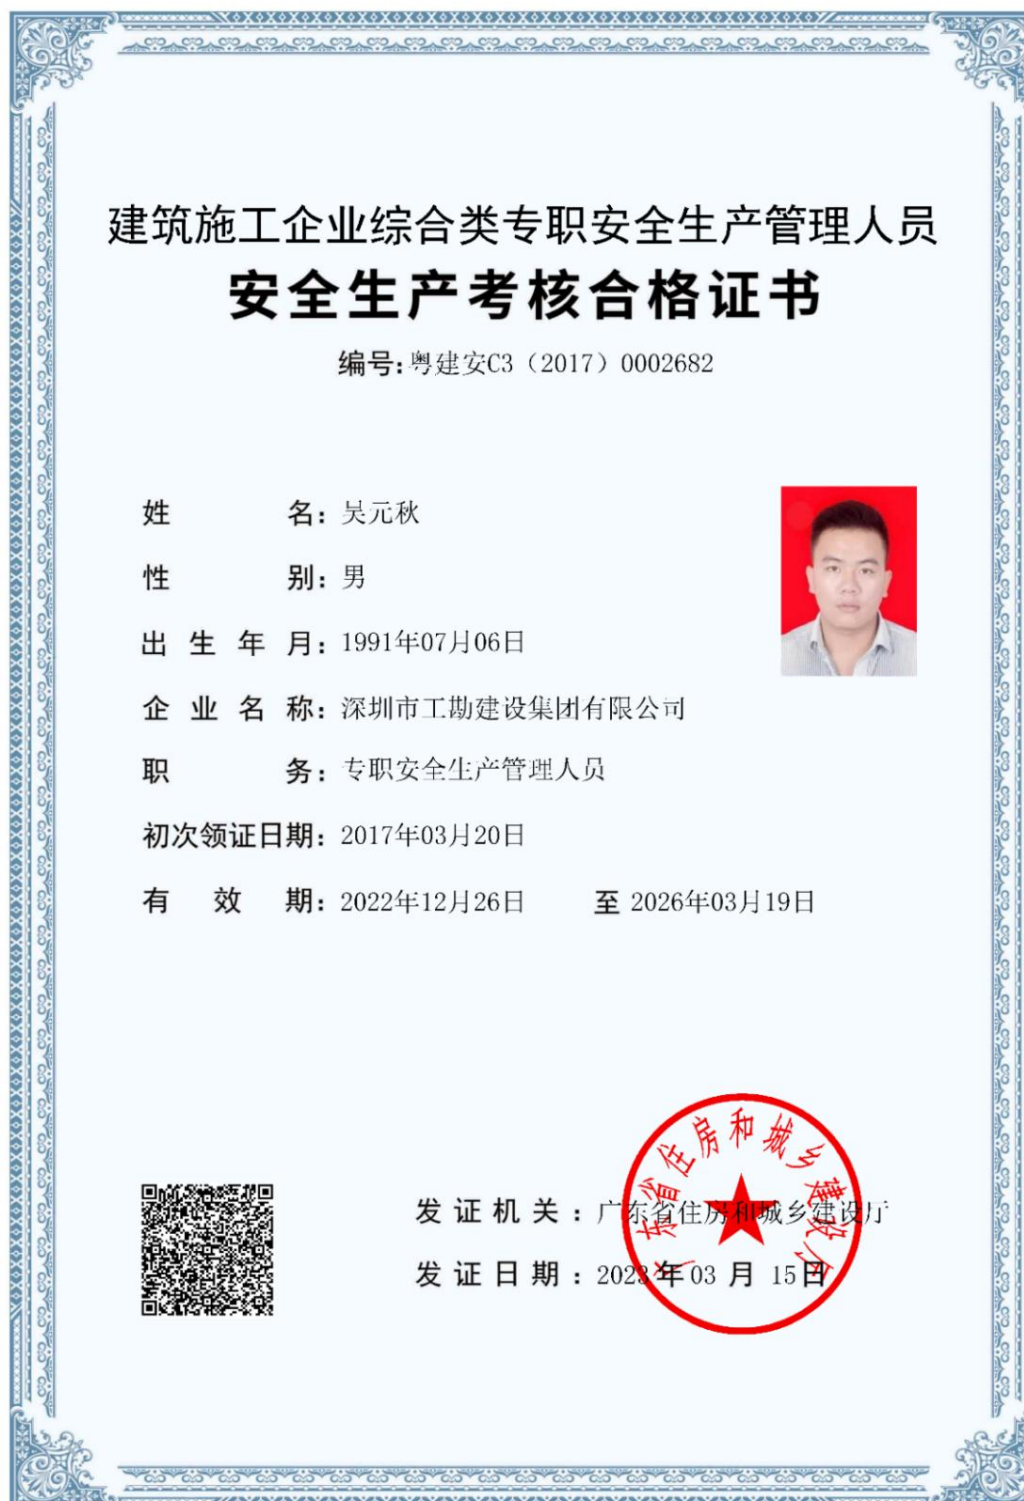 建筑施工企业综合类专职安全生产管理人员
安全生产考核合格证书
编号:粤建安C3（2017）0002682
姓名：吴元秋
性别：男
出生年月：1991年07月06日
企业名称：深圳市工勘建设集团有限公司
职务：专职安全生产管理人员
初次领证日期：2017年03月20日
有效期：2022年12月26日 至 2026年03月19日
广东省住房和城乡建设厅
发证机关：广东省住房和城乡建设厅
发证日期：2023年03月15日